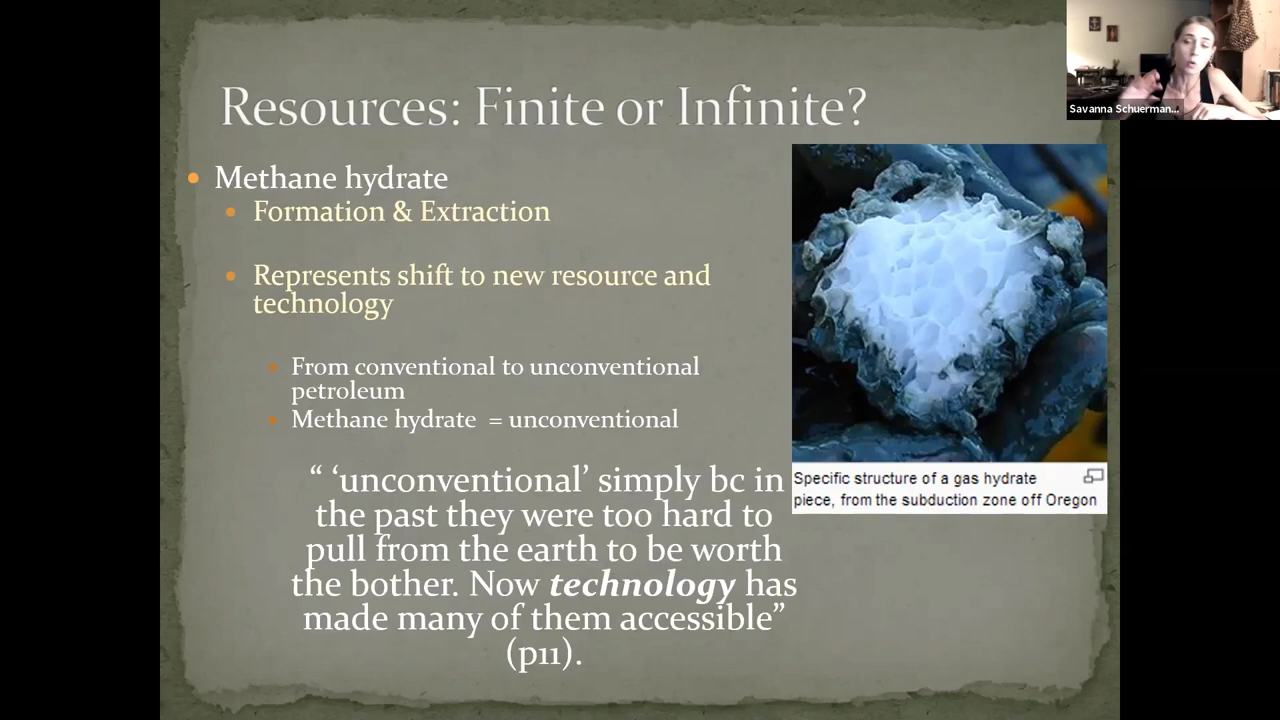 Resources: Finite or Infinite?
Savanna Schuerman...
Methane hydrate
Formation & Extraction
Represents shift to new resource and
technology
From conventional to unconventional
petroleum
Methane hydrate = unconventional
“ ‘unconventional’ simply bc in
the past they were too hard to
pull from the earth to be worth
the bother. Now technology has
made many of them accessible”
(p11).
Specific structure of a gas hydrate
piece, from the subduction zone off Oregon